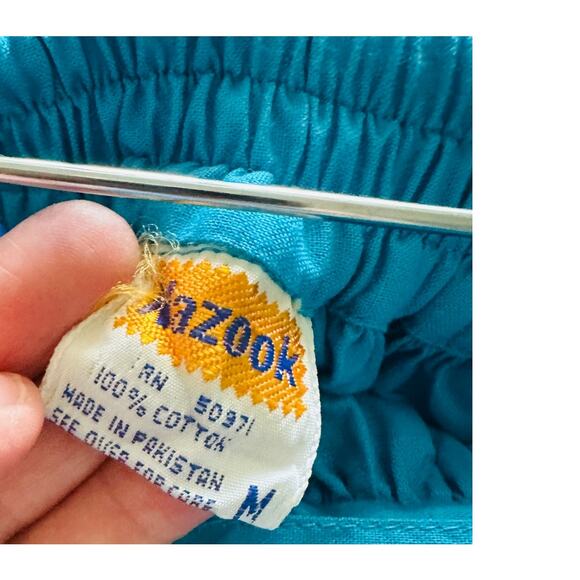 Kazook
RN 50971
100% COTTON
MADE IN PAKISTAN
SEE OVER FOR CARE
M